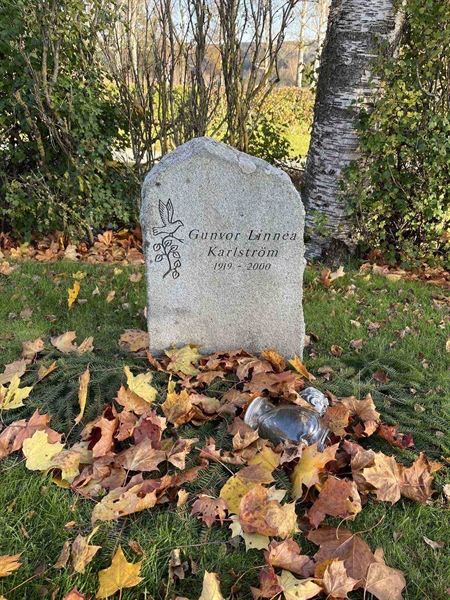 Gunvor Linnea
Karlström
1919 - 2000